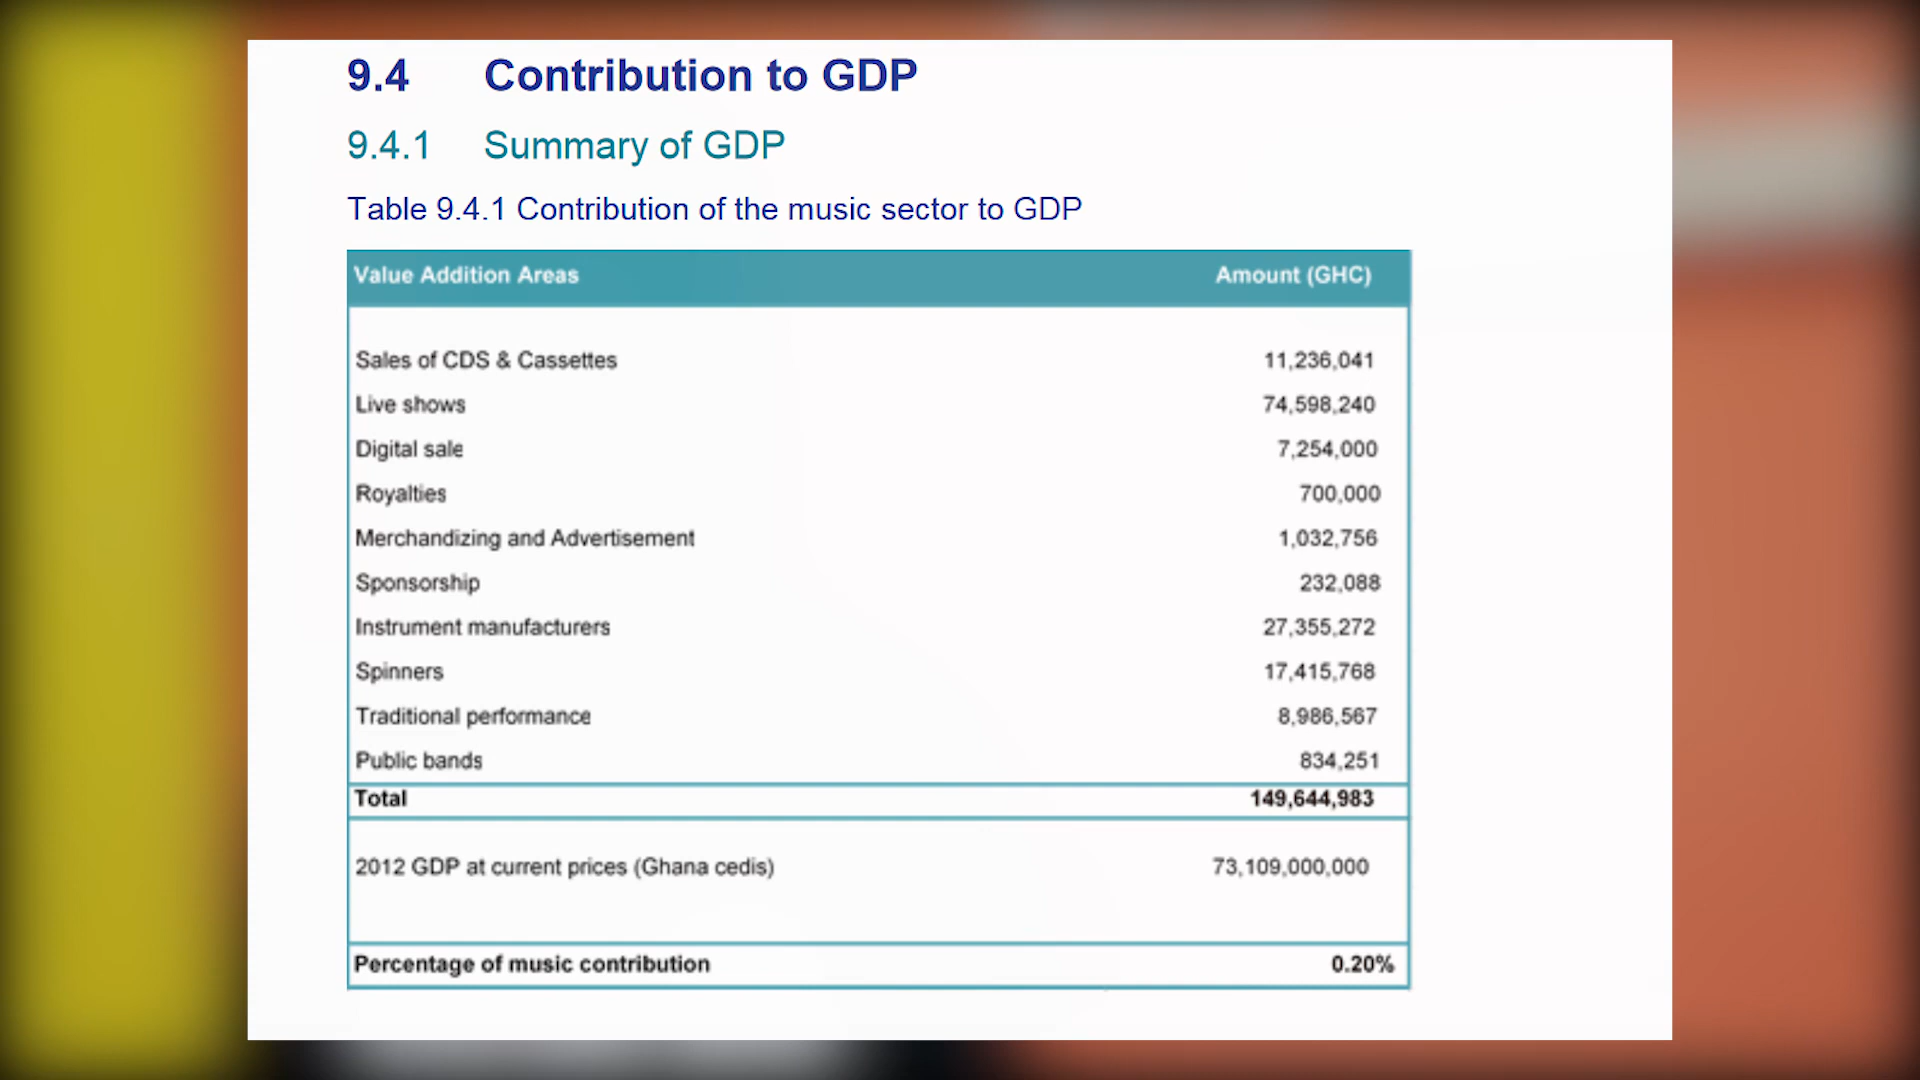 9.4 Contribution to GDP
9.4.1 Summary of GDP
Table 9.4.1 Contribution of the music sector to GDP
Value Addition Areas Amount (GHC)
Sales of CDS & Cassettes 11,236,041
Live shows 74,598,240
Digital sale 7,254,000
Royalties 700,000
Merchandizing and Advertisement 1,032,756
Sponsorship 232,088
Instrument manufacturers 27,355,272
Spinners 17,415,768
Traditional performance 8,986,567
Public bands 834,251
Total 149,644,983
2012 GDP at current prices (Ghana cedis) 73,109,000,000
Percentage of music contribution 0.20%